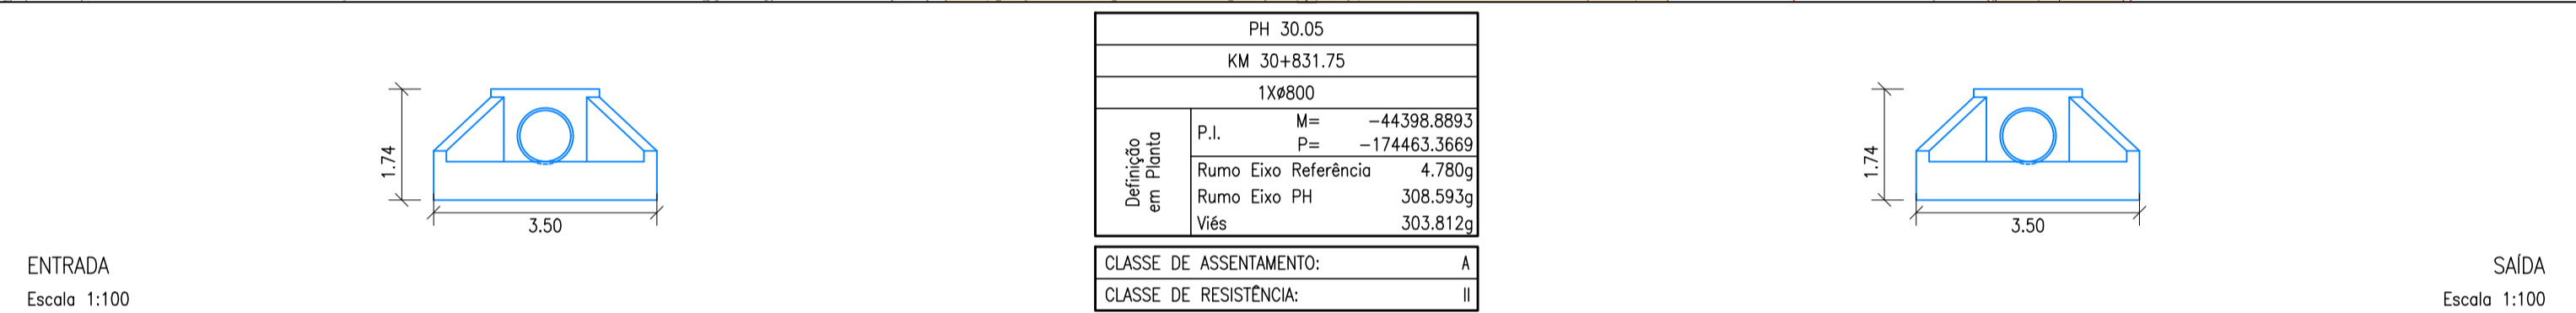 PH 30.05
KM 30+831.75
1Xø800
Definição
em Planta
P.I. M= -44398.8893
P= -174463.3669
Rumo Eixo Referência 4.780g
Rumo Eixo PH 308.593g
Viés 303.812g
CLASSE DE ASSENTAMENTO: A
CLASSE DE RESISTÊNCIA: II
1.74
3.50
ENTRADA
Escala 1:100
1.74
3.50
SAÍDA
Escala 1:100